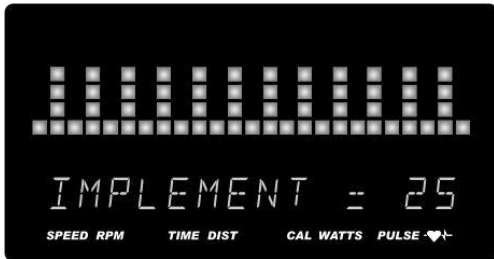 IMPLEMENT = 25
SPEED RPM TIME DIST CAL WATTS PULSE